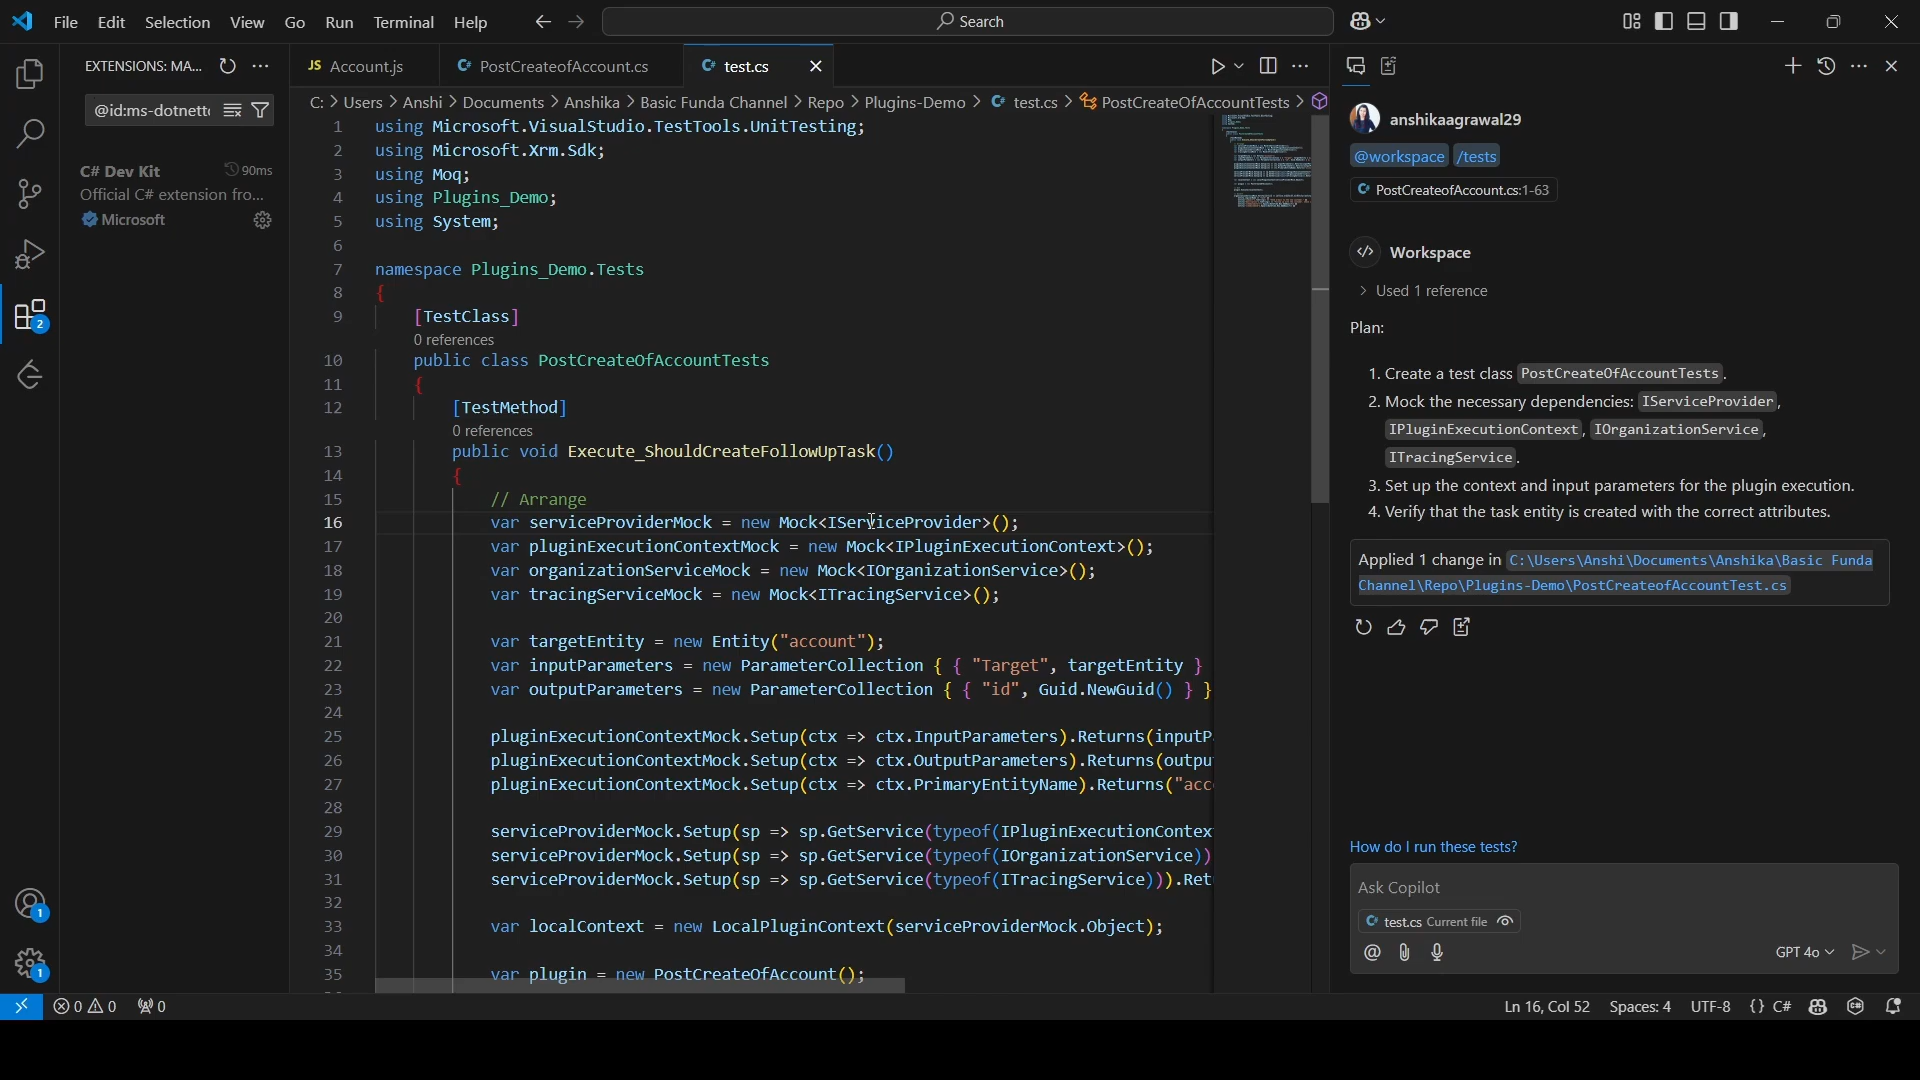 File Edit Selection View Go Run Terminal Help
Search
EXTENSIONS: MA...
@id:ms-dotnett
C# Dev Kit 90ms
Official C# extension fro...
Microsoft
2
1
1
JS Account.js
C# PostCreateofAccount.cs
C# test.cs
C: > Users > Anshi > Documents > Anshika > Basic Funda Channel > Repo > Plugins-Demo > C# test.cs > PostCreateOfAccountTests >
1 using Microsoft.VisualStudio.TestTools.UnitTesting;
2 using Microsoft.Xrm.Sdk;
3 using Moq;
4 using Plugins_Demo;
5 using System;
6
7 namespace Plugins_Demo.Tests
8 {
9 [TestClass]
0 references
10 public class PostCreateOfAccountTests
11 {
12 [TestMethod]
0 references
13 public void Execute_ShouldCreateFollowUpTask()
14 {
15 // Arrange
16 var serviceProviderMock = new Mock<IServiceProvider>();
17 var pluginExecutionContextMock = new Mock<IPluginExecutionContext>();
18 var organizationServiceMock = new Mock<IOrganizationService>();
19 var tracingServiceMock = new Mock<ITracingService>();
20
21 var targetEntity = new Entity("account");
22 var inputParameters = new ParameterCollection { { "Target", targetEntity }
23 var outputParameters = new ParameterCollection { { "id", Guid.NewGuid() } }
24
25 pluginExecutionContextMock.Setup(ctx => ctx.InputParameters).Returns(inputP
26 pluginExecutionContextMock.Setup(ctx => ctx.OutputParameters).Returns(outpu
27 pluginExecutionContextMock.Setup(ctx => ctx.PrimaryEntityName).Returns("acc
28
29 serviceProviderMock.Setup(sp => sp.GetService(typeof(IPluginExecutionContex
30 serviceProviderMock.Setup(sp => sp.GetService(typeof(IOrganizationService))
31 serviceProviderMock.Setup(sp => sp.GetService(typeof(ITracingService))).Ret
32
33 var localContext = new LocalPluginContext(serviceProviderMock.Object);
34
35 var plugin = new PostCreateOfAccount();
anshikaagrawal29
@workspace /tests
C# PostCreateofAccount.cs:1-63
Workspace
> Used 1 reference
Plan:
1. Create a test class PostCreateOfAccountTests.
2. Mock the necessary dependencies: IServiceProvider,
IPluginExecutionContext, IOrganizationService,
ITracingService.
3. Set up the context and input parameters for the plugin execution.
4. Verify that the task entity is created with the correct attributes.
Applied 1 change in C:\Users\Anshi\Documents\Anshika\Basic Funda
Channel\Repo\Plugins-Demo\PostCreateofAccountTest.cs
How do I run these tests?
Ask Copilot
C# test.cs Current file
@ GPT 4o
0 0 0
Ln 16, Col 52 Spaces: 4 UTF-8 {} C#